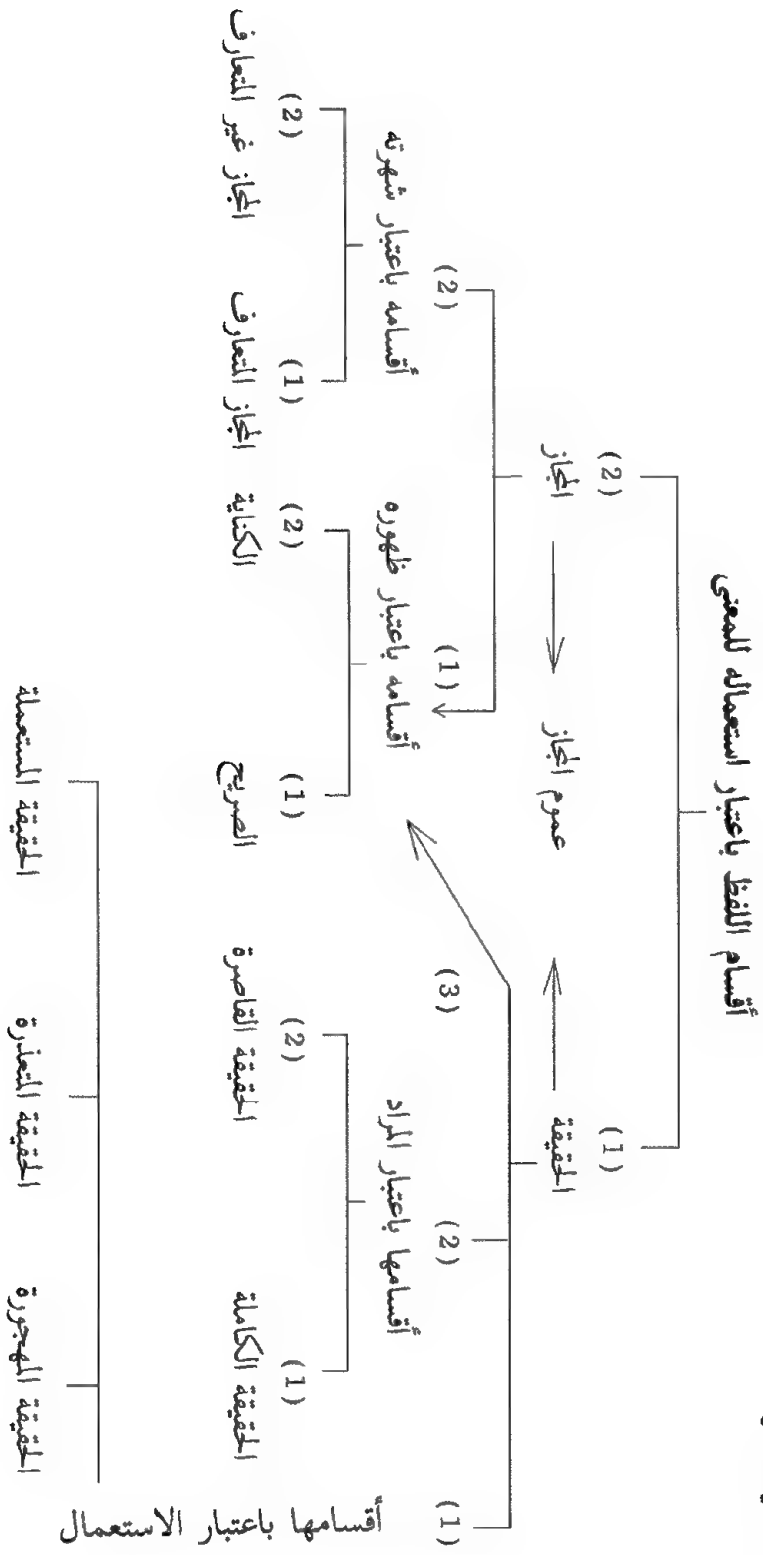 أقسام اللفظ باعتبار استعماله للمعنى
(1)
الحقيقة
(2)
المجاز
عموم المجاز
(1)
أقسامها باعتبار الاستعمال
(2)
أقسامها باعتبار المراد
(3)
(1)
أقسامه باعتبار ظهوره
(2)
أقسامه باعتبار شهرته
(1)
الحقيقة الكاملة
(2)
الحقيقة القاصرة
(1)
الصريح
(2)
الكناية
(1)
المجاز المتعارف
(2)
المجاز غير المتعارف
الحقيقة المهجورة
الحقيقة المتعذرة
الحقيقة المستعملة